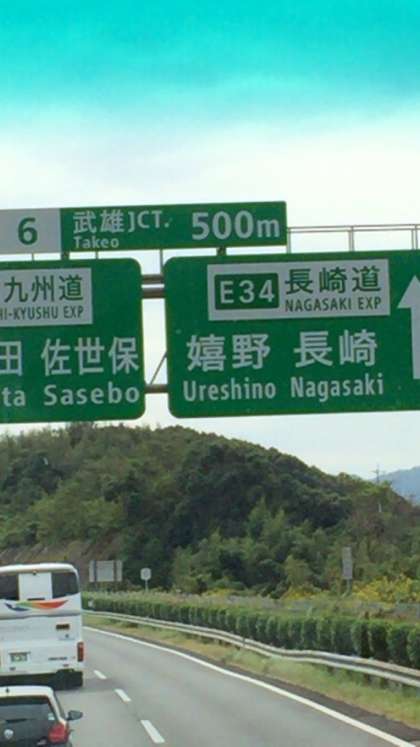 6 武雄JCT. 500m
Takeo
九州道
HI-KYUSHU EXP
田 佐世保
ta Sasebo
E34 長崎道
NAGASAKI EXP
嬉野 長崎
Ureshino Nagasaki